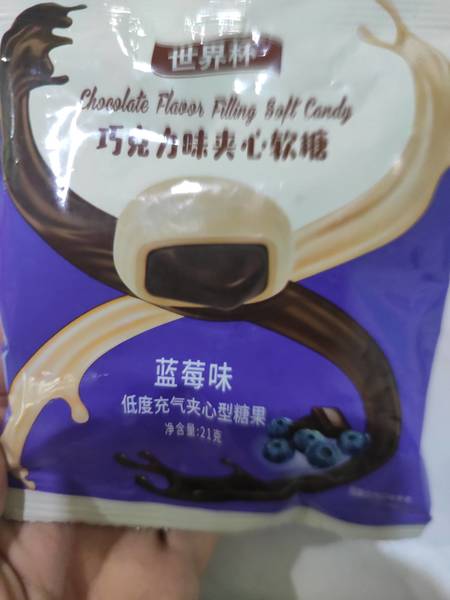 世界杯
Chocolate Flavor Filling Soft Candy
巧克力味夹心软糖
蓝莓味
低度充气夹心型糖果
净含量:21克